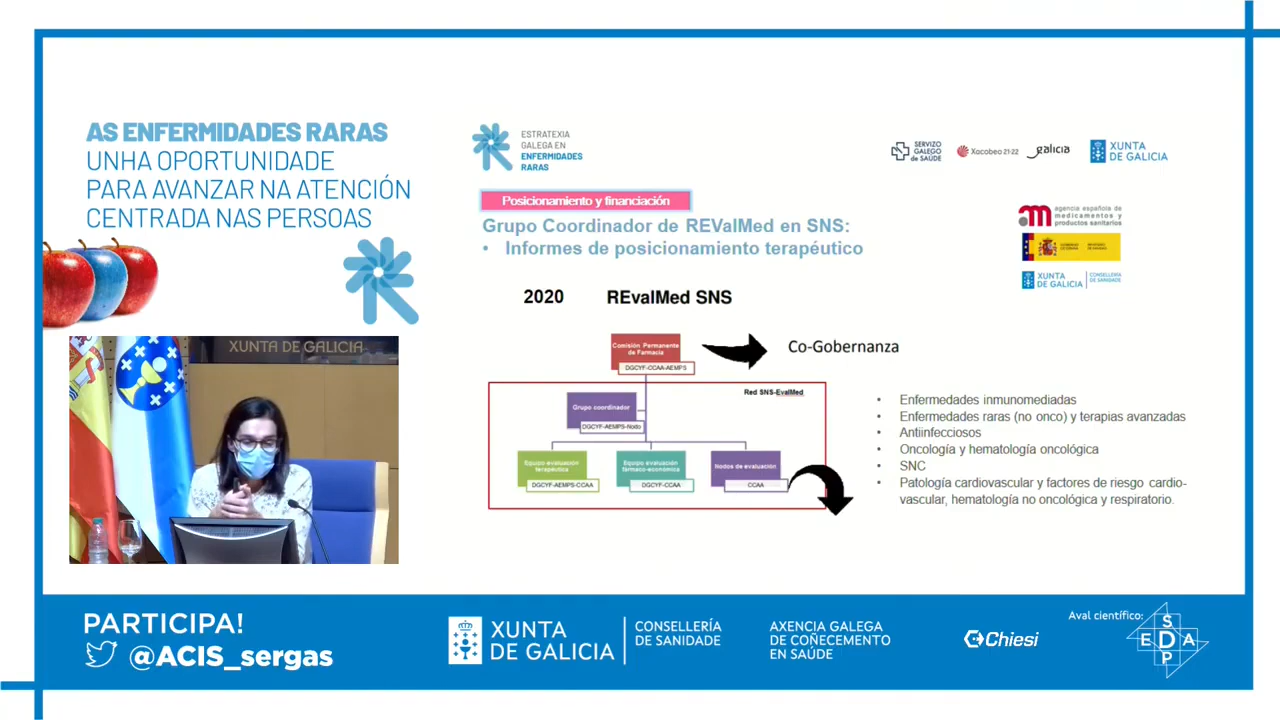 AS ENFERMIDADES RARAS
UNHA OPORTUNIDADE
PARA AVANZAR NA ATENCIÓN
CENTRADA NAS PERSOAS
XUNTA DE GALICIA
ESTRATEXIA
GALEGA EN
ENFERMIDADES
RARAS
SERVIZO
GALEGO
de SAÚDE
Xacobeo 21·22
galicia
XUNTA
DE GALICIA
Posicionamiento y financiación
Grupo Coordinador de REValMed en SNS:
• Informes de posicionamiento terapéutico
agencia española de
medicamentos y
productos sanitarios
XUNTA
DE GALICIA
CONSELLERÍA
DE SANIDADE
2020 REvalMed SNS
Comisión Permanente
de Farmacia
DGCYF-CCAA-AEMPS
Co-Gobernanza
Red SNS-EvalMed
Grupo coordinador
DGCYF-AEMPS-Nodo
Equipo evaluación
terapéutica
DGCYF-AEMPS-CCAA
Equipo evaluación
farmaco-económica
DGCYF-CCAA
Nodos de evaluación
CCAA
• Enfermedades inmunomediadas
• Enfermedades raras (no onco) y terapias avanzadas
• Antiinfecciosos
• Oncología y hematología oncológica
• SNC
• Patología cardiovascular y factores de riesgo cardio-
vascular, hematología no oncológica y respiratorio.
PARTICIPA!
@ACIS_sergas
XUNTA
DE GALICIA
CONSELLERÍA
DE SANIDADE
AXENCIA GALEGA
DE COÑECEMENTO
EN SAÚDE
Chiesi
Aval científico:
S
EDA
P